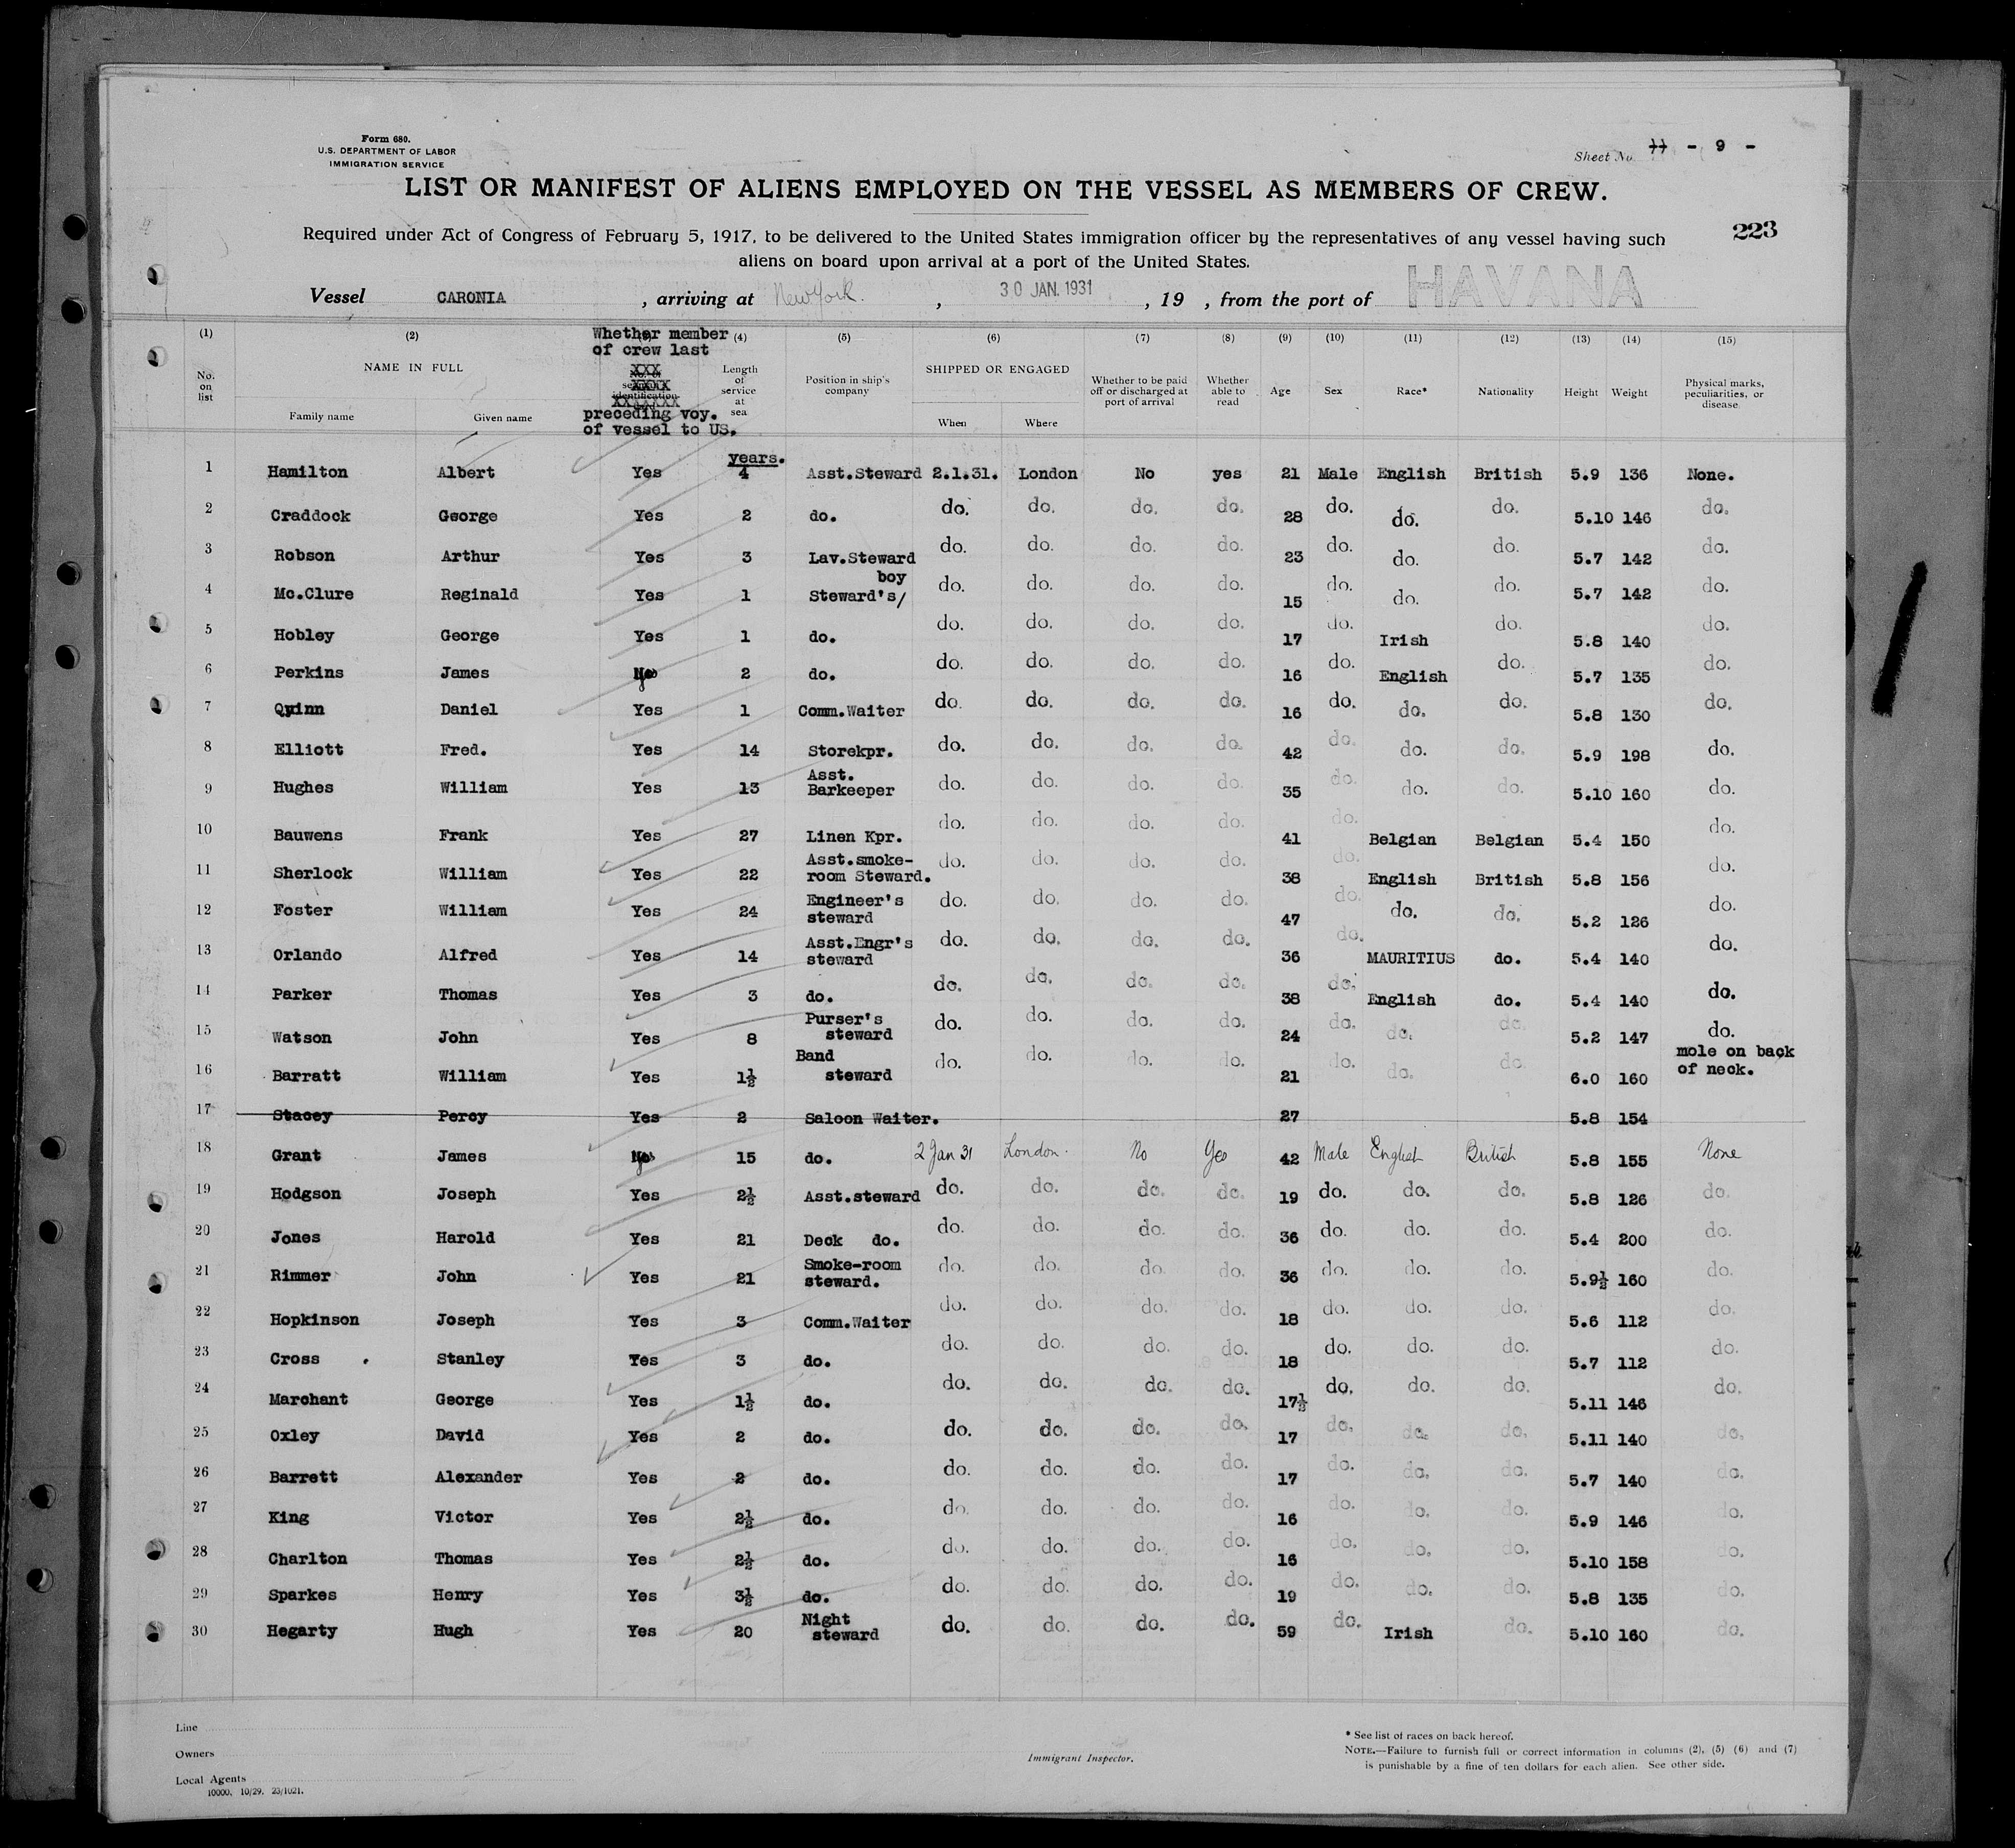 Form 680.
U.S. DEPARTMENT OF LABOR
IMMIGRATION SERVICE
Sheet No. 11 - 9 -
LIST OR MANIFEST OF ALIENS EMPLOYED ON THE VESSEL AS MEMBERS OF CREW.
223
Required under Act of Congress of February 5, 1917, to be delivered to the United States immigration officer by the representatives of any vessel having such
aliens on board upon arrival at a port of the United States.
Vessel CARONIA, arriving at New York, 30 JAN. 1931, 19 , from the port of HAVANA
(1) (2) Whether member (4) (5) (6) (7) (8) (9) (10) (11) (12) (13) (14) (15)
of crew last
No. on list NAME IN FULL Length of service at sea Position in ship's company SHIPPED OR ENGAGED Whether to be paid off or discharged at port of arrival Whether able to read Age Sex Race* Nationality Height Weight Physical marks, peculiarities, or disease
XXX XXXX identification XXXXXXX
Family name Given name preceding voy. When Where
of vessel to US.
years.
1 Hamilton Albert Yes 4 Asst.Steward 2.1.31. London No yes 21 Male English British 5.9 136 None.
2 Craddock George Yes 2 do. do. do. do. do. 28 do. do. do. 5.10 146 do.
3 Robson Arthur Yes 3 Lav.Steward do. do. do. do. 23 do. do. do. 5.7 142 do.
4 Mc.Clure Reginald Yes 1 Steward's/ boy do. do. do. do. 15 do. do. do. 5.7 142 do.
5 Hobley George Yes 1 do. do. do. do. do. 17 do. Irish do. 5.8 140 do.
6 Perkins James Yes 2 do. do. do. do. do. 16 do. English do. 5.7 135 do.
7 Quinn Daniel Yes 1 Comm.Waiter do. do. do. do. 16 do. do. do. 5.8 130 do.
8 Elliott Fred. Yes 14 Storekpr. do. do. do. do. 42 do. do. do. 5.9 198 do.
9 Hughes William Yes 13 Asst. Barkeeper do. do. do. do. 35 do. do. do. 5.10 160 do.
10 Bauwens Frank Yes 27 Linen Kpr. do. do. do. do. 41 do. Belgian Belgian 5.4 150 do.
11 Sherlock William Yes 22 Asst.smoke-room Steward. do. do. do. do. 38 do. English British 5.8 156 do.
12 Foster William Yes 24 Engineer's steward do. do. do. do. 47 do. do. do. 5.2 126 do.
13 Orlando Alfred Yes 14 Asst.Engr's steward do. do. do. do. 36 do. MAURITIUS do. 5.4 140 do.
14 Parker Thomas Yes 3 do. do. do. do. do. 38 do. English do. 5.4 140 do.
15 Watson John Yes 8 Purser's steward do. do. do. do. 24 do. do. do. 5.2 147 do.
16 Barratt William Yes 1½ Band steward do. do. do. do. 21 do. do. do. 6.0 160 mole on back of neck.
17 Stacey Percy Yes 2 Saloon Waiter. 27 5.8 154
18 Grant James Yes 15 do. 2 Jan 31 London. No Yes 42 Male English British 5.8 155 None
19 Hodgson Joseph Yes 2½ Asst.steward do. do. do. do. 19 do. do. do. 5.8 126 do.
20 Jones Harold Yes 21 Deck do. do. do. do. do. 36 do. do. do. 5.4 200 do.
21 Rimmer John Yes 21 Smoke-room steward. do. do. do. do. 36 do. do. do. 5.9½ 160 do.
22 Hopkinson Joseph Yes 3 Comm.Waiter do. do. do. do. 18 do. do. do. 5.6 112 do.
23 Cross Stanley Yes 3 do. do. do. do. do. 18 do. do. do. 5.7 112 do.
24 Marchant George Yes 1½ do. do. do. do. do. 17½ do. do. do. 5.11 146 do.
25 Oxley David Yes 2 do. do. do. do. do. 17 do. do. do. 5.11 140 do.
26 Barrett Alexander Yes 2 do. do. do. do. do. 17 do. do. do. 5.7 140 do.
27 King Victor Yes 2½ do. do. do. do. do. 16 do. do. do. 5.9 146 do.
28 Charlton Thomas Yes 2½ do. do. do. do. do. 16 do. do. do. 5.10 158 do.
29 Sparkes Henry Yes 3½ do. do. do. do. do. 19 do. do. do. 5.8 135 do.
30 Hegarty Hugh Yes 20 Night steward do. do. do. do. 59 do. Irish do. 5.10 160 do.
Line
Owners
Local Agents
10000. 10/29. 23/1021.
Immigrant Inspector.
* See list of races on back hereof.
NOTE.—Failure to furnish full or correct information in columns (2), (5) (6) and (7)
is punishable by a fine of ten dollars for each alien. See other side.